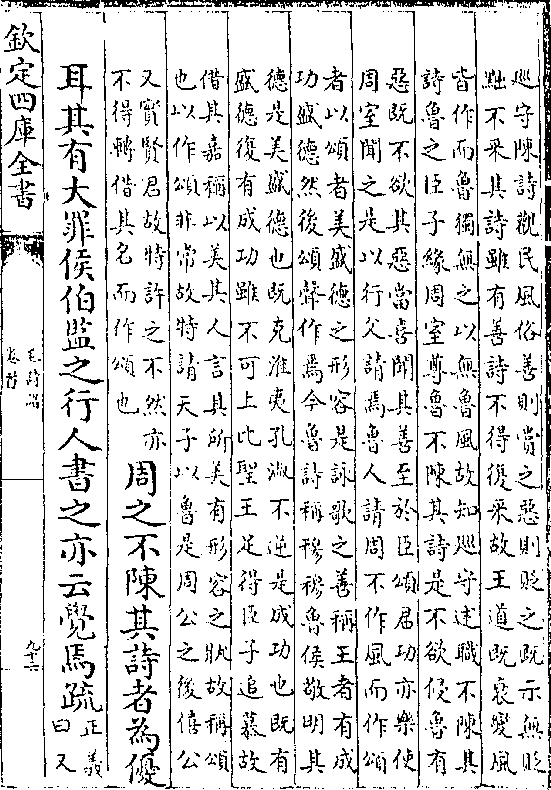 巡守陳詩觀民風俗善則賞之惡則貶之既示無貶
黜不采其詩雖有善詩不得復采故王道既衰變風
皆作而魯獨無之以無魯風故知巡守述職不陳其
詩魯之臣子緣周室尊魯不陳其詩是不欲使魯有
惡既不欲其惡當喜聞其善至於臣頌君功亦樂使
周室聞之是以行父請焉魯人請周不作風而作頌
者以頌者美盛德之形容是詠歌之善稱王者有成
功盛德然後頌聲作焉今魯詩稱穆穆魯侯敬明其
德是美盛德也既克淮夷孔淑不逆是成功也既有
盛德復有成功雖不可上比聖王足得臣子追慕故
借其嘉稱以美其人言其所美有形容之狀故稱頌
也以作頌非常故特請天子以魯是周公之後僖公
又實賢君故特許之不然亦
不得轉借其名而作頌也
周之不陳其詩者為優
耳其有大罪侯伯監之行人書之亦云覺焉疏
正義
曰又
欽定四庫全書
毛詩譜
卷首